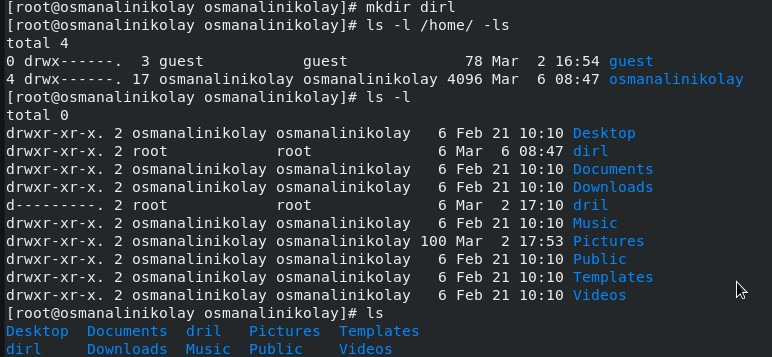 [root@osmanalinikolay osmanalinikolay]# mkdir dirl
[root@osmanalinikolay osmanalinikolay]# ls -l /home/ -ls
total 4
0 drwx------.  3 guest           guest             78 Mar  2 16:54 guest
4 drwx------. 17 osmanalinikolay osmanalinikolay 4096 Mar  6 08:47 osmanalinikolay
[root@osmanalinikolay osmanalinikolay]# ls -l
total 0
drwxr-xr-x. 2 osmanalinikolay osmanalinikolay   6 Feb 21 10:10 Desktop
drwxr-xr-x. 2 root            root              6 Mar  6 08:47 dirl
drwxr-xr-x. 2 osmanalinikolay osmanalinikolay   6 Feb 21 10:10 Documents
drwxr-xr-x. 2 osmanalinikolay osmanalinikolay   6 Feb 21 10:10 Downloads
d---------. 2 root            root              6 Mar  2 17:10 dril
drwxr-xr-x. 2 osmanalinikolay osmanalinikolay   6 Feb 21 10:10 Music
drwxr-xr-x. 2 osmanalinikolay osmanalinikolay 100 Mar  2 17:53 Pictures
drwxr-xr-x. 2 osmanalinikolay osmanalinikolay   6 Feb 21 10:10 Public
drwxr-xr-x. 2 osmanalinikolay osmanalinikolay   6 Feb 21 10:10 Templates
drwxr-xr-x. 2 osmanalinikolay osmanalinikolay   6 Feb 21 10:10 Videos
[root@osmanalinikolay osmanalinikolay]# ls
Desktop  Documents  dril   Pictures  Templates
dirl     Downloads  Music  Public    Videos